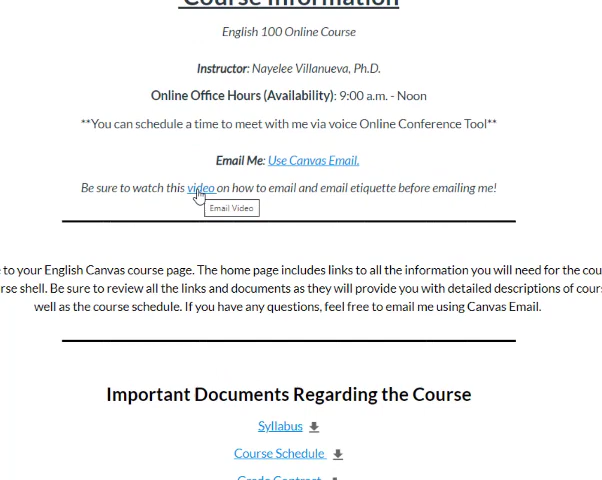 Course Information
English 100 Online Course
Instructor: Nayelee Villanueva, Ph.D.
Online Office Hours (Availability): 9:00 a.m. - Noon
**You can schedule a time to meet with me via voice Online Conference Tool**
Email Me: Use Canvas Email.
Be sure to watch this video on how to email and email etiquette before emailing me!
Email Video
to your English Canvas course page. The home page includes links to all the information you will need for the cou
rse shell. Be sure to review all the links and documents as they will provide you with detailed descriptions of cour
well as the course schedule. If you have any questions, feel free to email me using Canvas Email.
Important Documents Regarding the Course
Syllabus
Course Schedule
Grade Contract